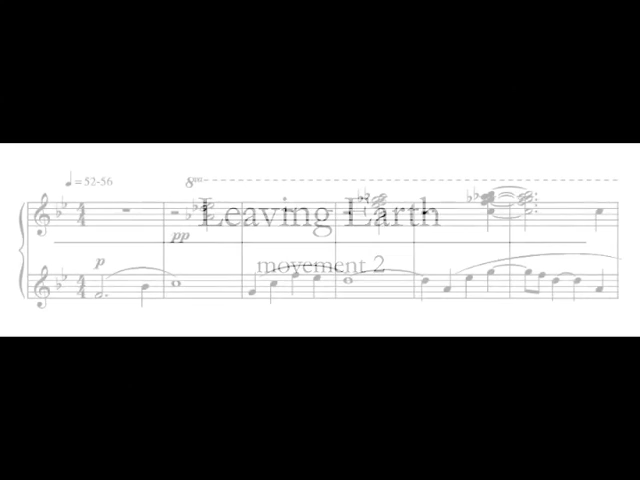 ♩ = 52-56
8va
Leaving Earth
pp
movement 2
p